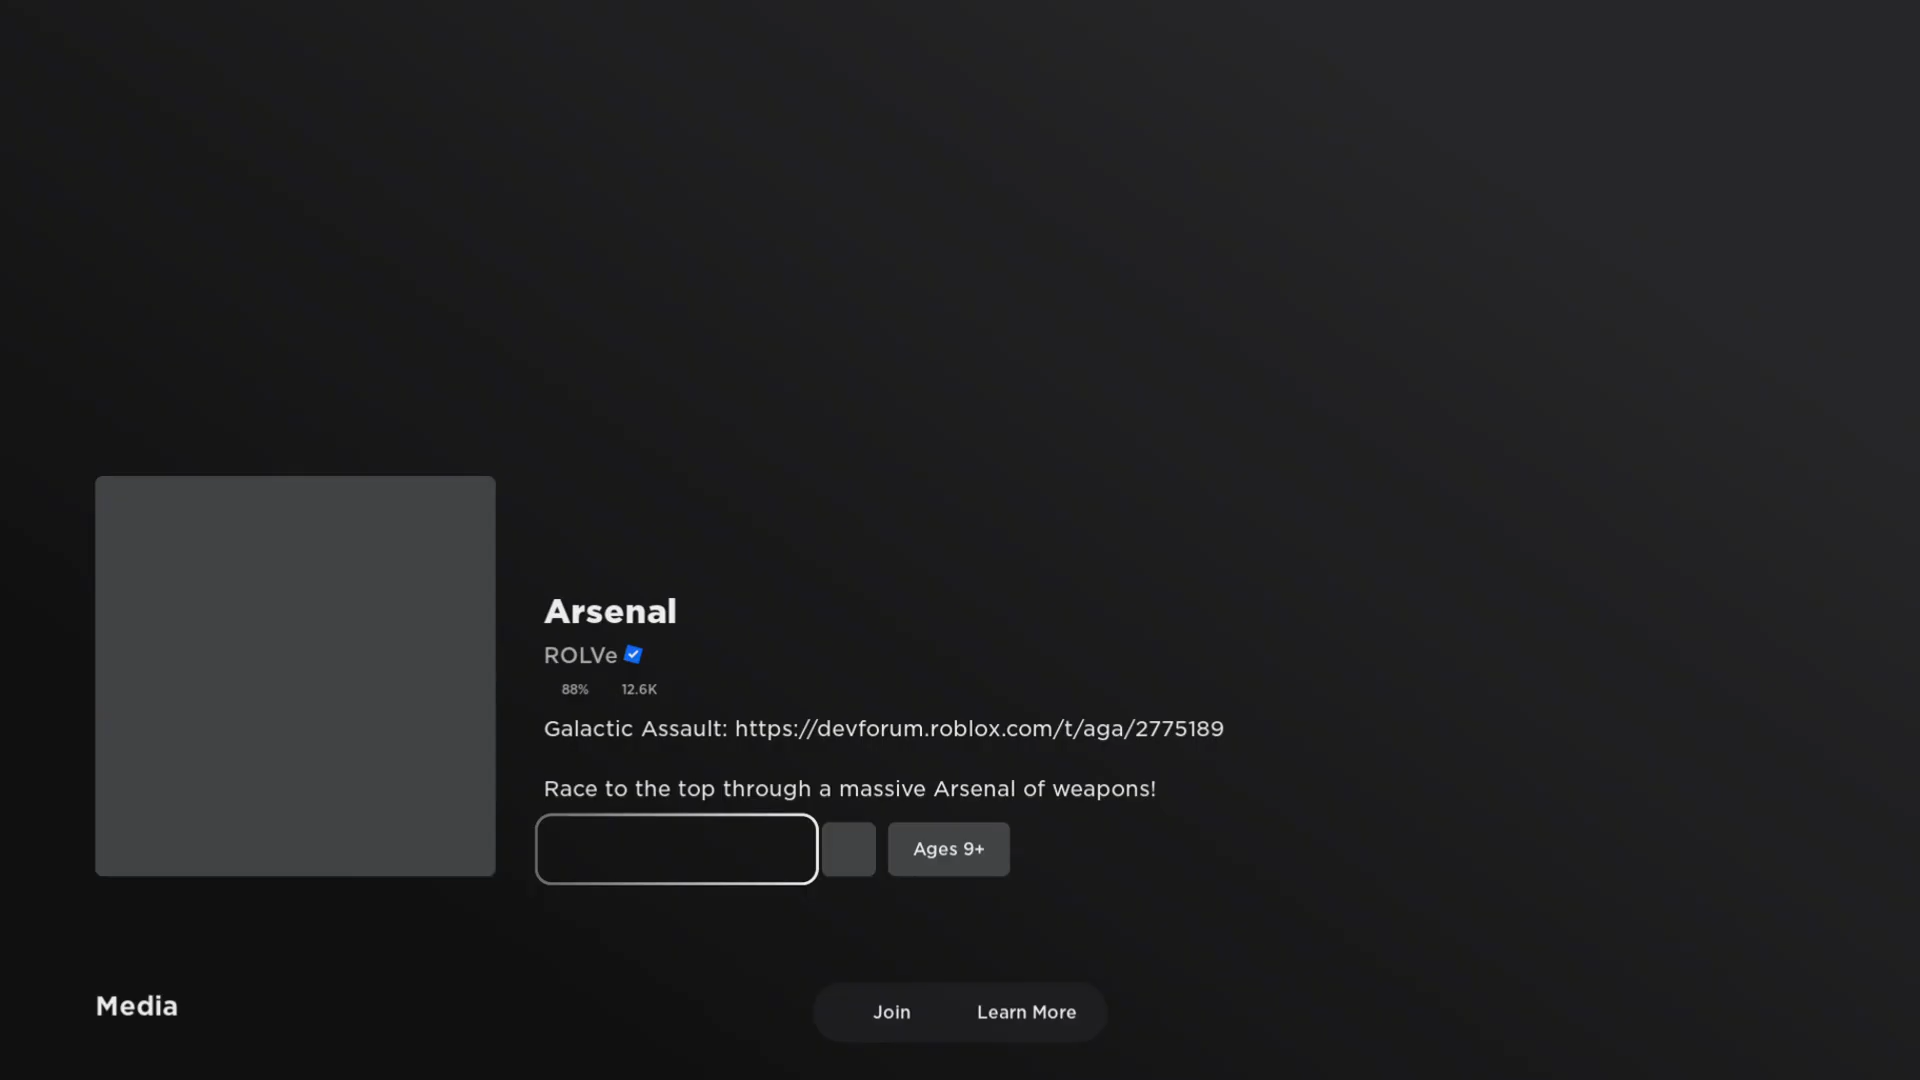 Arsenal
ROLVe
88% 12.6K
Galactic Assault: https://devforum.roblox.com/t/aga/2775189
Race to the top through a massive Arsenal of weapons!
Ages 9+
Media
Join Learn More